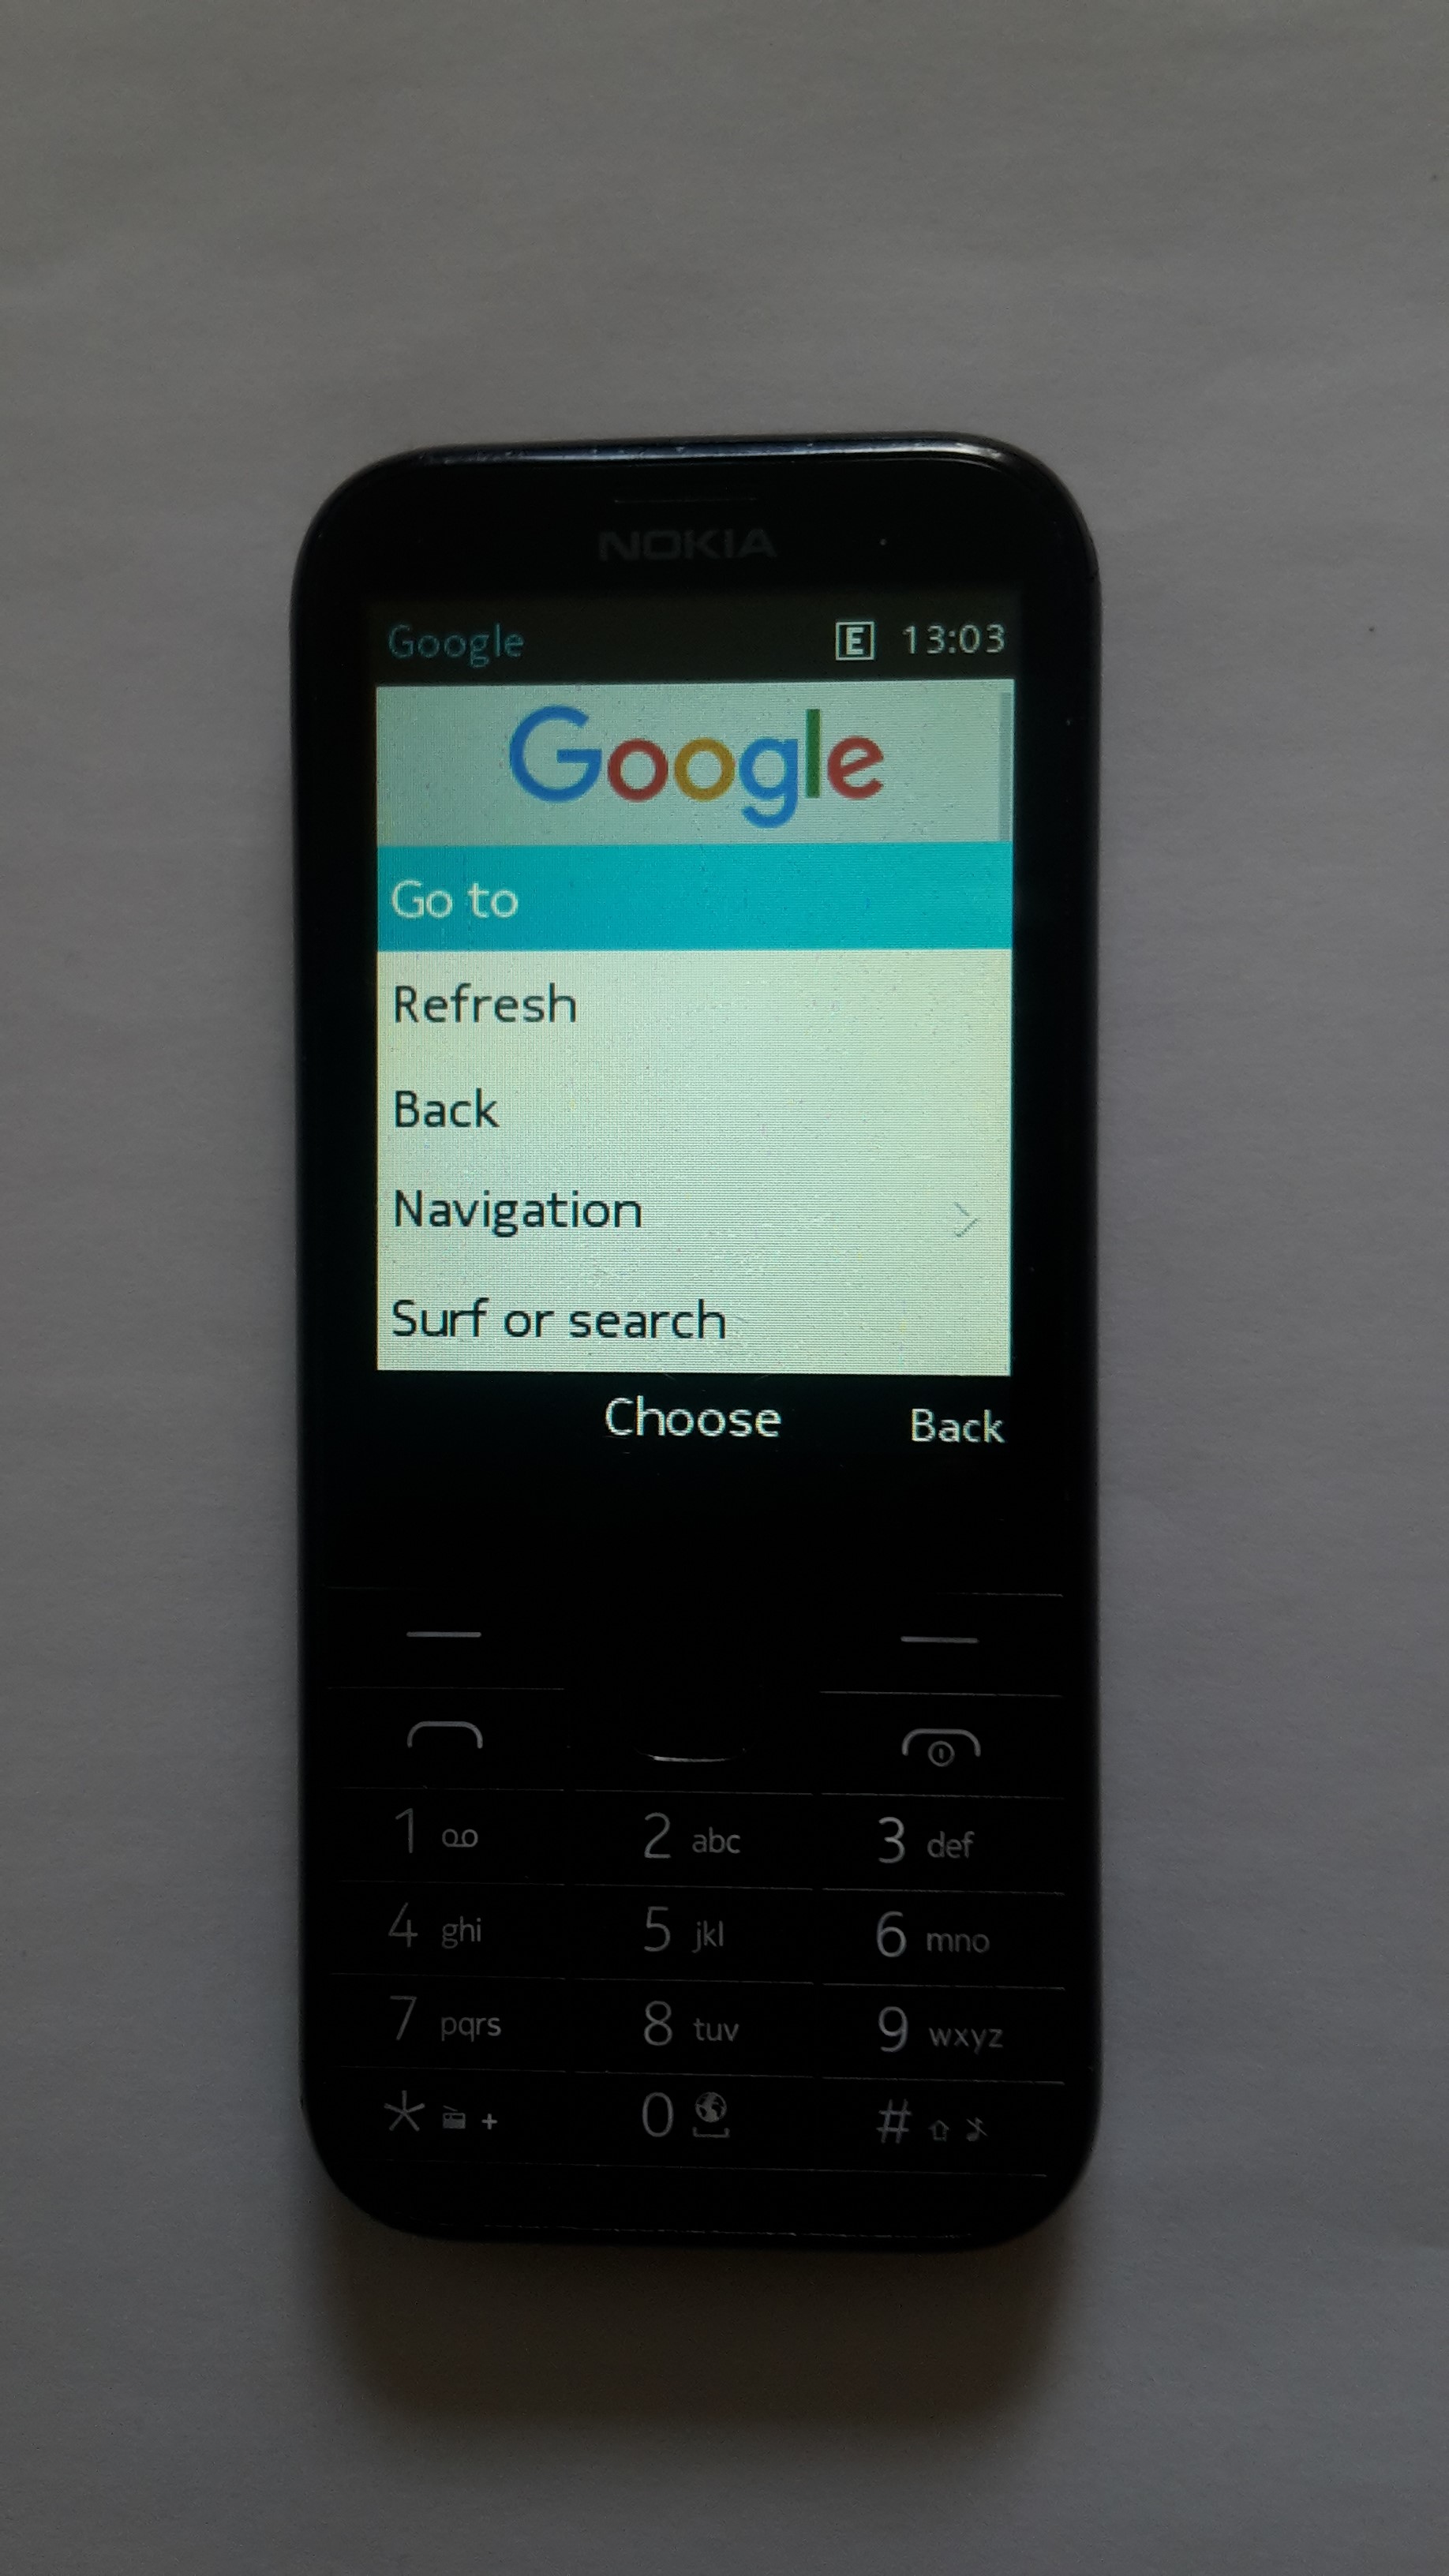 NOKIA
Google E 13:03
Google
Go to
Refresh
Back
Navigation
Surf or search
Choose Back
1 2 abc 3 def
4 ghi 5 jkl 6 mno
7 pqrs 8 tuv 9 wxyz
* + 0 #